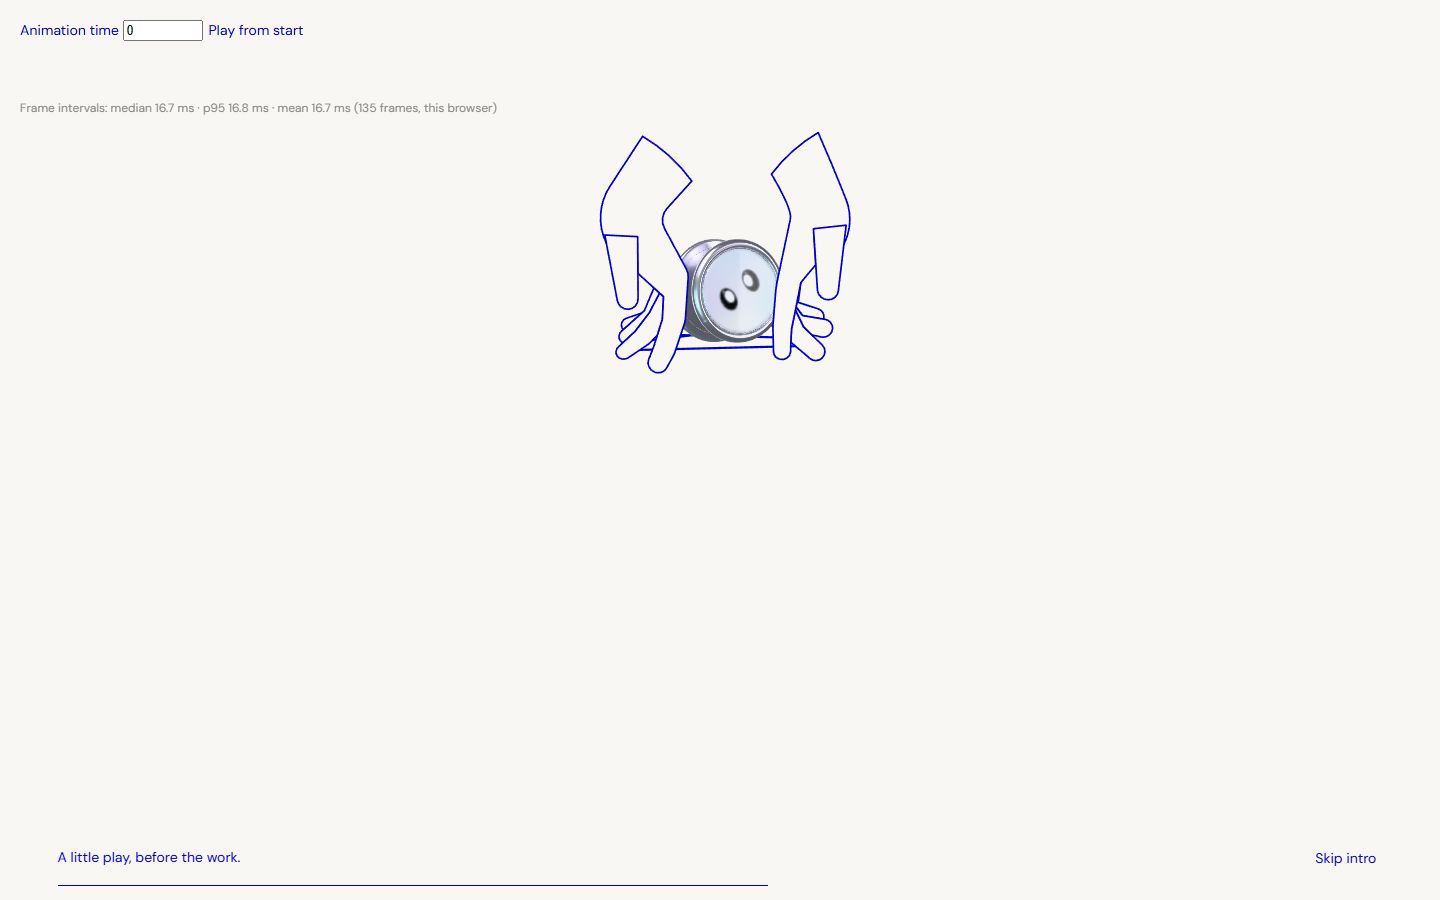 Animation time 0 Play from start
Frame intervals: median 16.7 ms · p95 16.8 ms · mean 16.7 ms (135 frames, this browser)
A little play, before the work.
Skip intro